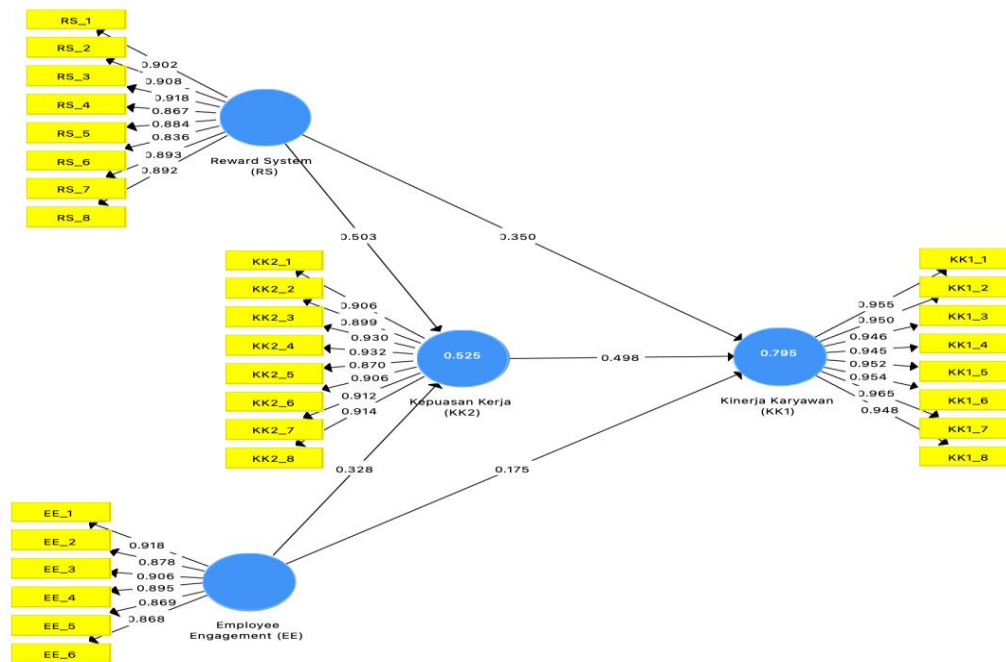 RS_1
RS_2
RS_3
RS_4
RS_5
RS_6
RS_7
RS_8
0.902
0.908
0.918
0.867
0.884
0.836
0.893
0.892
Reward System
(RS)
0.503
0.350
KK2_1
KK2_2
KK2_3
KK2_4
KK2_5
KK2_6
KK2_7
KK2_8
0.906
0.899
0.930
0.932
0.870
0.906
0.912
0.914
0.525
Kepuasan Kerja
(KK2)
0.498
0.795
Kinerja Karyawan
(KK1)
0.955
0.950
0.946
0.945
0.952
0.954
0.965
0.948
KK1_1
KK1_2
KK1_3
KK1_4
KK1_5
KK1_6
KK1_7
KK1_8
0.328
0.175
EE_1
EE_2
EE_3
EE_4
EE_5
EE_6
0.918
0.878
0.906
0.895
0.869
0.868
Employee
Engagement (EE)